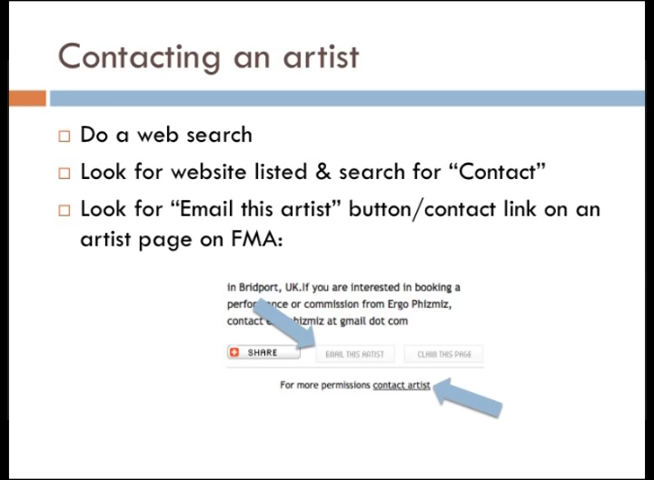 Contacting an artist
Do a web search
Look for website listed & search for “Contact”
Look for “Email this artist” button/contact link on an
artist page on FMA:
in Bridport, UK.If you are interested in booking a
or commission from Ergo Phizmiz,
contact at gmail dot com
SHARE
EMAIL THIS ARTIST
CLAIM THIS PAGE
For more permissions contact artist